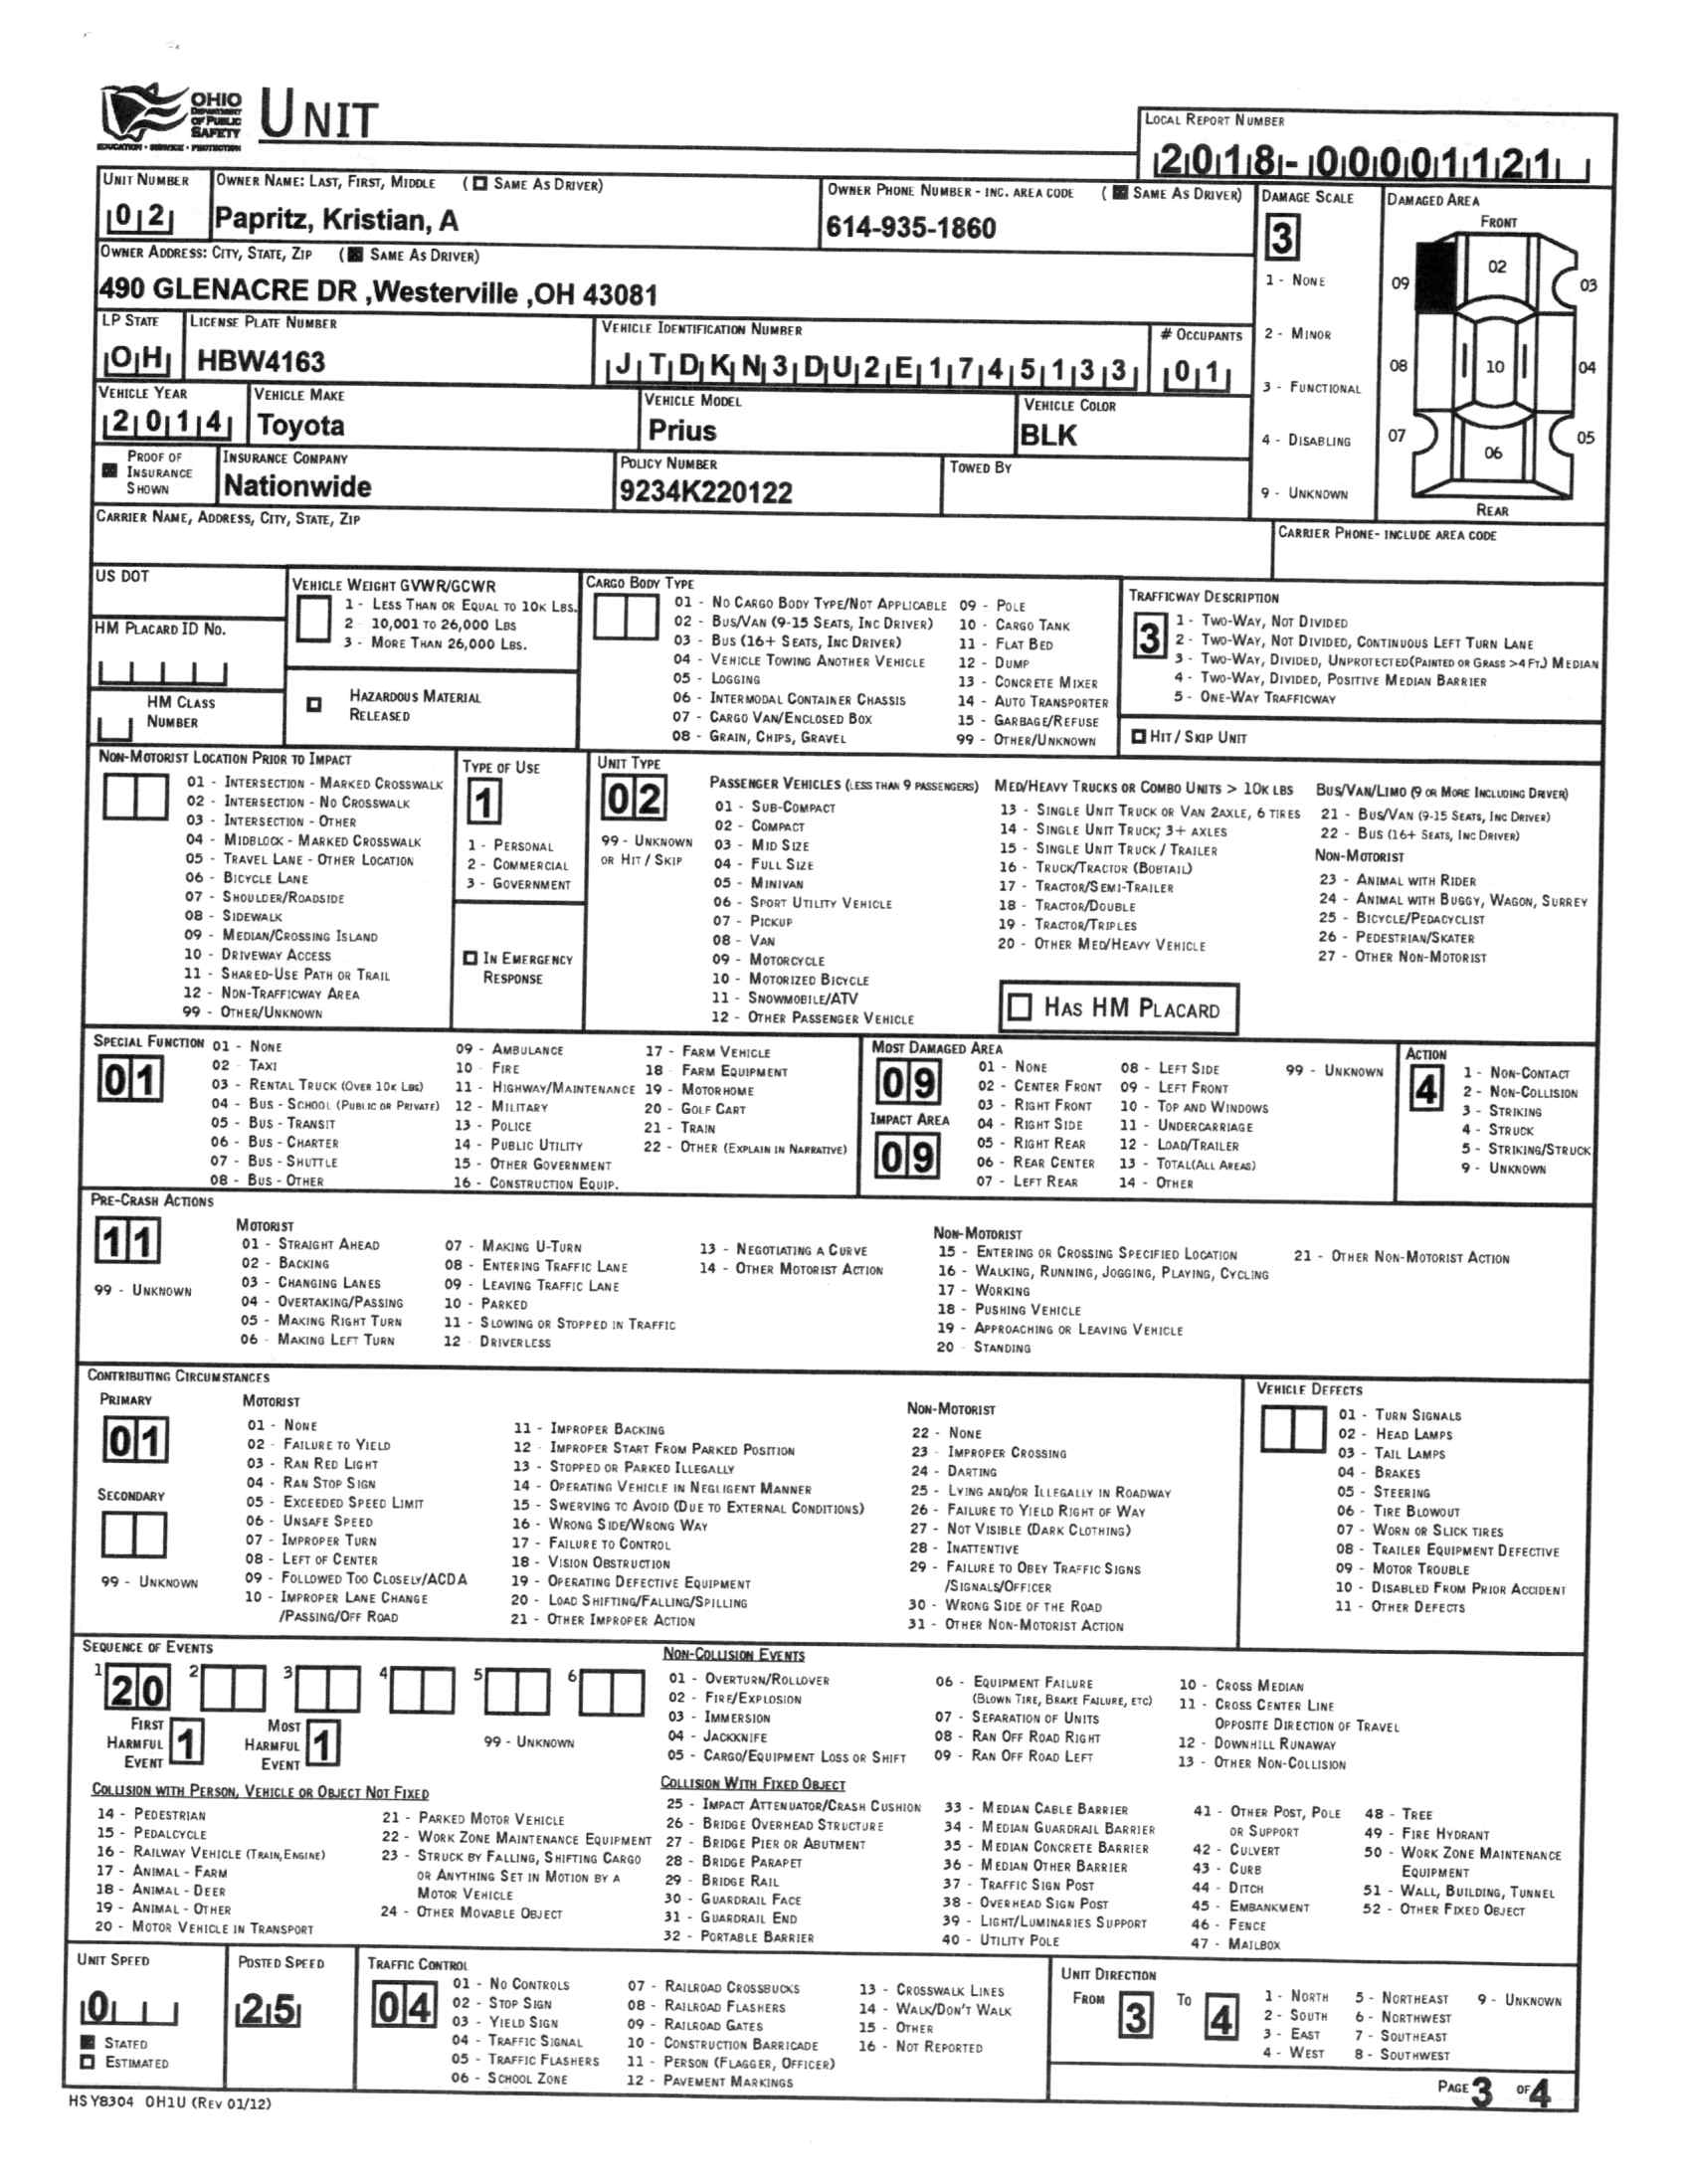 OHIO
DEPARTMENT
OF PUBLIC
SAFETY
EDUCATION • SERVICE • PROTECTION
UNIT
LOCAL REPORT NUMBER
2018-00001121
UNIT NUMBER
02
OWNER NAME: LAST, FIRST, MIDDLE ( SAME AS DRIVER)
Papritz, Kristian, A
OWNER PHONE NUMBER - INC. AREA CODE ( SAME AS DRIVER)
614-935-1860
DAMAGE SCALE
3
1 - NONE
2 - MINOR
3 - FUNCTIONAL
4 - DISABLING
9 - UNKNOWN
DAMAGED AREA
FRONT
02
09
03
08
10
04
07
05
06
REAR
OWNER ADDRESS: CITY, STATE, ZIP ( SAME AS DRIVER)
490 GLENACRE DR ,Westerville ,OH 43081
LP STATE
OH
LICENSE PLATE NUMBER
HBW4163
VEHICLE IDENTIFICATION NUMBER
JTDKN3DU2E1745133
# OCCUPANTS
01
VEHICLE YEAR
2014
VEHICLE MAKE
Toyota
VEHICLE MODEL
Prius
VEHICLE COLOR
BLK
PROOF OF
INSURANCE
SHOWN
INSURANCE COMPANY
Nationwide
POLICY NUMBER
9234K220122
TOWED BY
CARRIER NAME, ADDRESS, CITY, STATE, ZIP
CARRIER PHONE- INCLUDE AREA CODE
US DOT
HM PLACARD ID NO.
HM CLASS
NUMBER
VEHICLE WEIGHT GVWR/GCWR
1 - LESS THAN OR EQUAL TO 10K LBS.
2 10,001 TO 26,000 LBS
3 - MORE THAN 26,000 LBS.
HAZARDOUS MATERIAL
RELEASED
CARGO BODY TYPE
01 - NO CARGO BODY TYPE/NOT APPLICABLE
02 - BUS/VAN (9-15 SEATS, INC DRIVER)
03 - BUS (16+ SEATS, INC DRIVER)
04 - VEHICLE TOWING ANOTHER VEHICLE
05 - LOGGING
06 - INTERMODAL CONTAINER CHASSIS
07 - CARGO VAN/ENCLOSED BOX
08 - GRAIN, CHIPS, GRAVEL
09 - POLE
10 - CARGO TANK
11 - FLAT BED
12 - DUMP
13 - CONCRETE MIXER
14 - AUTO TRANSPORTER
15 - GARBAGE/REFUSE
99 - OTHER/UNKNOWN
TRAFFICWAY DESCRIPTION
3
1 - TWO-WAY, NOT DIVIDED
2 - TWO-WAY, NOT DIVIDED, CONTINUOUS LEFT TURN LANE
3 - TWO-WAY, DIVIDED, UNPROTECTED(PAINTED OR GRASS >4 FT.) MEDIAN
4 - TWO-WAY, DIVIDED, POSITIVE MEDIAN BARRIER
5 - ONE-WAY TRAFFICWAY
HIT / SKIP UNIT
NON-MOTORIST LOCATION PRIOR TO IMPACT
01 - INTERSECTION - MARKED CROSSWALK
02 - INTERSECTION - NO CROSSWALK
03 - INTERSECTION - OTHER
04 - MIDBLOCK - MARKED CROSSWALK
05 - TRAVEL LANE - OTHER LOCATION
06 - BICYCLE LANE
07 - SHOULDER/ROADSIDE
08 - SIDEWALK
09 - MEDIAN/CROSSING ISLAND
10 - DRIVEWAY ACCESS
11 - SHARED-USE PATH OR TRAIL
12 - NON-TRAFFICWAY AREA
99 - OTHER/UNKNOWN
TYPE OF USE
1
1 - PERSONAL
2 - COMMERCIAL
3 - GOVERNMENT
IN EMERGENCY
RESPONSE
UNIT TYPE
02
99 - UNKNOWN
OR HIT / SKIP
PASSENGER VEHICLES (LESS THAN 9 PASSENGERS)
01 - SUB-COMPACT
02 - COMPACT
03 - MID SIZE
04 - FULL SIZE
05 - MINIVAN
06 - SPORT UTILITY VEHICLE
07 - PICKUP
08 - VAN
09 - MOTORCYCLE
10 - MOTORIZED BICYCLE
11 - SNOWMOBILE/ATV
12 - OTHER PASSENGER VEHICLE
MED/HEAVY TRUCKS OR COMBO UNITS > 10K LBS
13 - SINGLE UNIT TRUCK OR VAN 2AXLE, 6 TIRES
14 - SINGLE UNIT TRUCK; 3+ AXLES
15 - SINGLE UNIT TRUCK / TRAILER
16 - TRUCK/TRACTOR (BOBTAIL)
17 - TRACTOR/SEMI-TRAILER
18 - TRACTOR/DOUBLE
19 - TRACTOR/TRIPLES
20 - OTHER MED/HEAVY VEHICLE
HAS HM PLACARD
BUS/VAN/LIMO (9 OR MORE INCLUDING DRIVER)
21 - BUS/VAN (9-15 SEATS, INC DRIVER)
22 - BUS (16+ SEATS, INC DRIVER)
NON-MOTORIST
23 - ANIMAL WITH RIDER
24 - ANIMAL WITH BUGGY, WAGON, SURREY
25 - BICYCLE/PEDACYCLIST
26 - PEDESTRIAN/SKATER
27 - OTHER NON-MOTORIST
SPECIAL FUNCTION
01
01 - NONE
02 TAXI
03 - RENTAL TRUCK (OVER 10K LBS)
04 - BUS - SCHOOL (PUBLIC OR PRIVATE)
05 - BUS - TRANSIT
06 - BUS - CHARTER
07 - BUS - SHUTTLE
08 - BUS - OTHER
09 - AMBULANCE
10 FIRE
11 - HIGHWAY/MAINTENANCE
12 - MILITARY
13 - POLICE
14 - PUBLIC UTILITY
15 - OTHER GOVERNMENT
16 - CONSTRUCTION EQUIP.
17 - FARM VEHICLE
18 FARM EQUIPMENT
19 - MOTORHOME
20 - GOLF CART
21 - TRAIN
22 - OTHER (EXPLAIN IN NARRATIVE)
MOST DAMAGED AREA
09
IMPACT AREA
09
01 - NONE
02 - CENTER FRONT
03 - RIGHT FRONT
04 - RIGHT SIDE
05 - RIGHT REAR
06 - REAR CENTER
07 - LEFT REAR
08 - LEFT SIDE
09 - LEFT FRONT
10 - TOP AND WINDOWS
11 - UNDERCARRIAGE
12 - LOAD/TRAILER
13 - TOTAL(ALL AREAS)
14 - OTHER
99 - UNKNOWN
ACTION
4
1 - NON-CONTACT
2 - NON-COLLISION
3 - STRIKING
4 - STRUCK
5 - STRIKING/STRUCK
9 - UNKNOWN
PRE-CRASH ACTIONS
11
99 - UNKNOWN
MOTORIST
01 - STRAIGHT AHEAD
02 - BACKING
03 - CHANGING LANES
04 - OVERTAKING/PASSING
05 - MAKING RIGHT TURN
06 MAKING LEFT TURN
07 - MAKING U-TURN
08 - ENTERING TRAFFIC LANE
09 - LEAVING TRAFFIC LANE
10 - PARKED
11 - SLOWING OR STOPPED IN TRAFFIC
12 DRIVERLESS
13 - NEGOTIATING A CURVE
14 - OTHER MOTORIST ACTION
NON-MOTORIST
15 - ENTERING OR CROSSING SPECIFIED LOCATION
16 - WALKING, RUNNING, JOGGING, PLAYING, CYCLING
17 - WORKING
18 - PUSHING VEHICLE
19 - APPROACHING OR LEAVING VEHICLE
20 STANDING
21 - OTHER NON-MOTORIST ACTION
CONTRIBUTING CIRCUMSTANCES
PRIMARY
01
SECONDARY
99 - UNKNOWN
MOTORIST
01 - NONE
02 FAILURE TO YIELD
03 - RAN RED LIGHT
04 - RAN STOP SIGN
05 - EXCEEDED SPEED LIMIT
06 - UNSAFE SPEED
07 - IMPROPER TURN
08 - LEFT OF CENTER
09 - FOLLOWED TOO CLOSELY/ACDA
10 - IMPROPER LANE CHANGE
/PASSING/OFF ROAD
11 - IMPROPER BACKING
12 IMPROPER START FROM PARKED POSITION
13 - STOPPED OR PARKED ILLEGALLY
14 - OPERATING VEHICLE IN NEGLIGENT MANNER
15 - SWERVING TO AVOID (DUE TO EXTERNAL CONDITIONS)
16 - WRONG SIDE/WRONG WAY
17 - FAILURE TO CONTROL
18 - VISION OBSTRUCTION
19 - OPERATING DEFECTIVE EQUIPMENT
20 - LOAD SHIFTING/FALLING/SPILLING
21 - OTHER IMPROPER ACTION
NON-MOTORIST
22 - NONE
23 IMPROPER CROSSING
24 - DARTING
25 - LYING AND/OR ILLEGALLY IN ROADWAY
26 - FAILURE TO YIELD RIGHT OF WAY
27 - NOT VISIBLE (DARK CLOTHING)
28 - INATTENTIVE
29 - FAILURE TO OBEY TRAFFIC SIGNS
/SIGNALS/OFFICER
30 - WRONG SIDE OF THE ROAD
31 - OTHER NON-MOTORIST ACTION
VEHICLE DEFECTS
01 - TURN SIGNALS
02 - HEAD LAMPS
03 - TAIL LAMPS
04 - BRAKES
05 - STEERING
06 - TIRE BLOWOUT
07 - WORN OR SLICK TIRES
08 - TRAILER EQUIPMENT DEFECTIVE
09 - MOTOR TROUBLE
10 - DISABLED FROM PRIOR ACCIDENT
11 - OTHER DEFECTS
SEQUENCE OF EVENTS
1 20 2 3 4 5 6
FIRST
HARMFUL
EVENT
1
MOST
HARMFUL
EVENT
1
99 - UNKNOWN
NON-COLLISION EVENTS
01 - OVERTURN/ROLLOVER
02 - FIRE/EXPLOSION
03 - IMMERSION
04 - JACKKNIFE
05 - CARGO/EQUIPMENT LOSS OR SHIFT
06 - EQUIPMENT FAILURE
(BLOWN TIRE, BRAKE FAILURE, ETC)
07 - SEPARATION OF UNITS
08 - RAN OFF ROAD RIGHT
09 - RAN OFF ROAD LEFT
10 - CROSS MEDIAN
11 - CROSS CENTER LINE
OPPOSITE DIRECTION OF TRAVEL
12 - DOWNHILL RUNAWAY
13 - OTHER NON-COLLISION
COLLISION WITH PERSON, VEHICLE OR OBJECT NOT FIXED
14 - PEDESTRIAN
15 - PEDALCYCLE
16 - RAILWAY VEHICLE (TRAIN,ENGINE)
17 - ANIMAL - FARM
18 - ANIMAL - DEER
19 - ANIMAL - OTHER
20 - MOTOR VEHICLE IN TRANSPORT
21 - PARKED MOTOR VEHICLE
22 - WORK ZONE MAINTENANCE EQUIPMENT
23 - STRUCK BY FALLING, SHIFTING CARGO
OR ANYTHING SET IN MOTION BY A
MOTOR VEHICLE
24 - OTHER MOVABLE OBJECT
COLLISION WITH FIXED OBJECT
25 - IMPACT ATTENUATOR/CRASH CUSHION
26 - BRIDGE OVERHEAD STRUCTURE
27 - BRIDGE PIER OR ABUTMENT
28 - BRIDGE PARAPET
29 - BRIDGE RAIL
30 - GUARDRAIL FACE
31 - GUARDRAIL END
32 - PORTABLE BARRIER
33 - MEDIAN CABLE BARRIER
34 - MEDIAN GUARDRAIL BARRIER
35 - MEDIAN CONCRETE BARRIER
36 - MEDIAN OTHER BARRIER
37 - TRAFFIC SIGN POST
38 - OVERHEAD SIGN POST
39 - LIGHT/LUMINARIES SUPPORT
40 - UTILITY POLE
41 - OTHER POST, POLE
OR SUPPORT
42 - CULVERT
43 - CURB
44 - DITCH
45 - EMBANKMENT
46 - FENCE
47 - MAILBOX
48 - TREE
49 - FIRE HYDRANT
50 - WORK ZONE MAINTENANCE
EQUIPMENT
51 - WALL, BUILDING, TUNNEL
52 - OTHER FIXED OBJECT
UNIT SPEED
0
STATED
ESTIMATED
POSTED SPEED
25
TRAFFIC CONTROL
04
01 - NO CONTROLS
02 - STOP SIGN
03 - YIELD SIGN
04 - TRAFFIC SIGNAL
05 - TRAFFIC FLASHERS
06 - SCHOOL ZONE
07 - RAILROAD CROSSBUCKS
08 - RAILROAD FLASHERS
09 - RAILROAD GATES
10 - CONSTRUCTION BARRICADE
11 - PERSON (FLAGGER, OFFICER)
12 - PAVEMENT MARKINGS
13 - CROSSWALK LINES
14 - WALK/DON'T WALK
15 - OTHER
16 - NOT REPORTED
UNIT DIRECTION
FROM 3 TO 4
1 - NORTH
2 - SOUTH
3 - EAST
4 - WEST
5 - NORTHEAST
6 - NORTHWEST
7 - SOUTHEAST
8 - SOUTHWEST
9 - UNKNOWN
PAGE 3 OF 4
HSY8304 OH1U (REV 01/12)